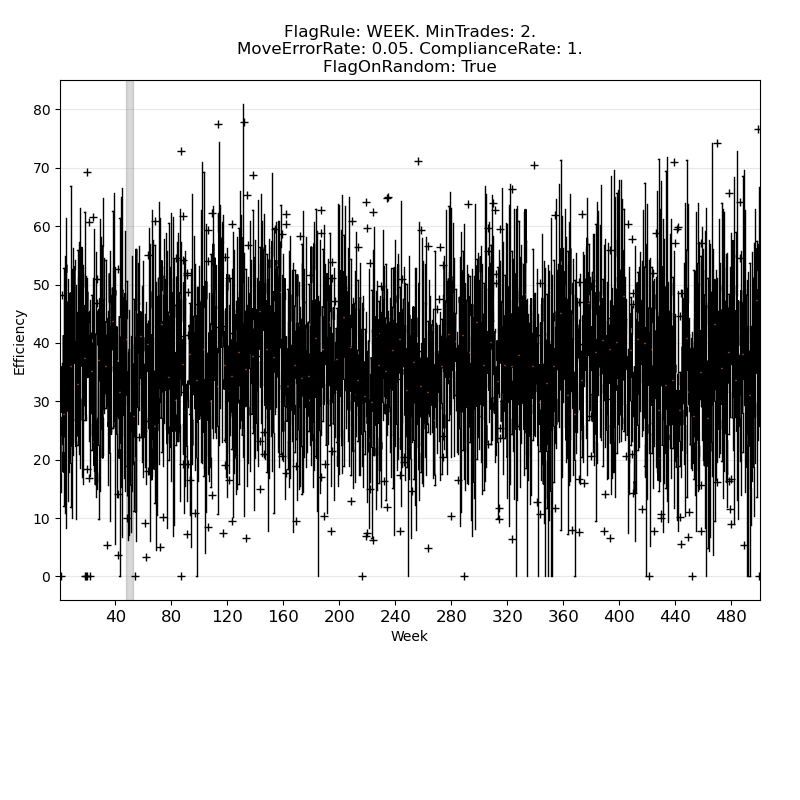 FlagRule: WEEK. MinTrades: 2.
MoveErrorRate: 0.05. ComplianceRate: 1.
FlagOnRandom: True
80
70
60
50
40
30
20
10
0
Efficiency
40 80 120 160 200 240 280 320 360 400 440 480
Week